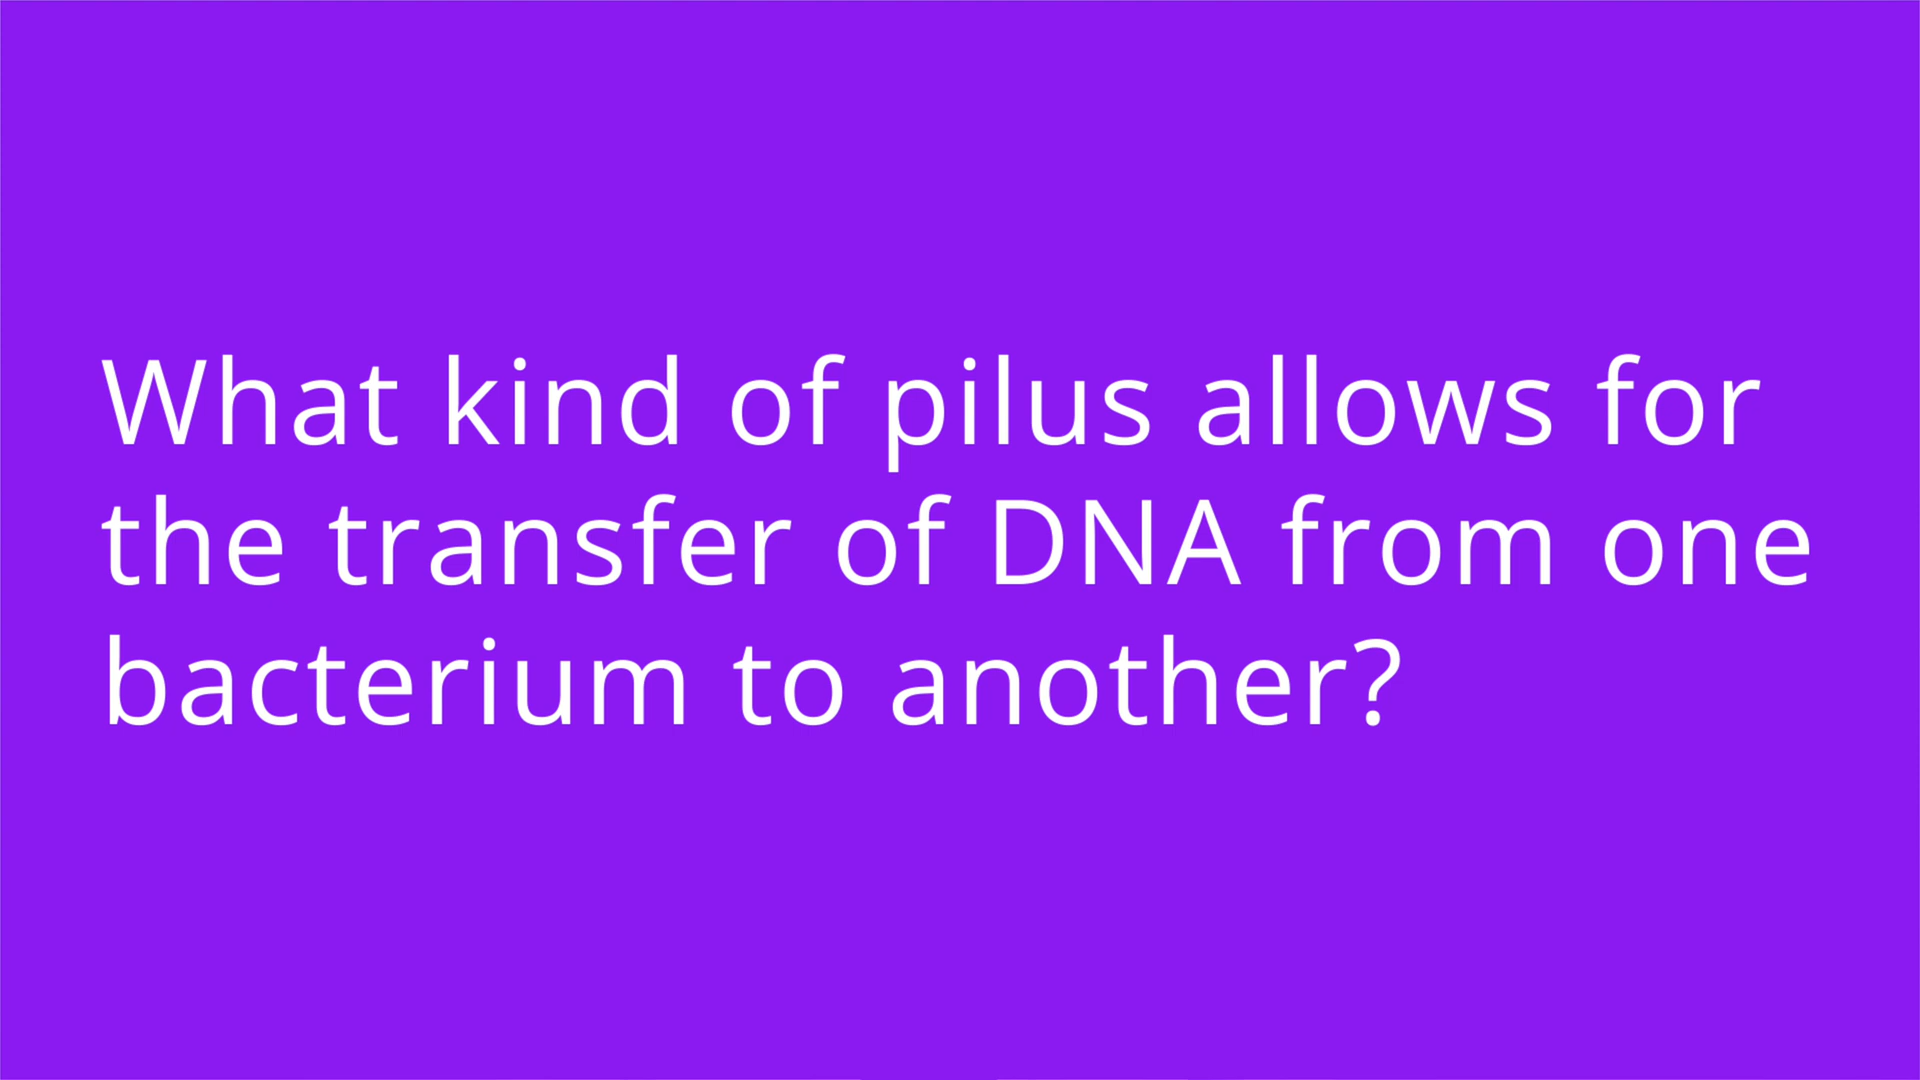 What kind of pilus allows for
the transfer of DNA from one
bacterium to another?